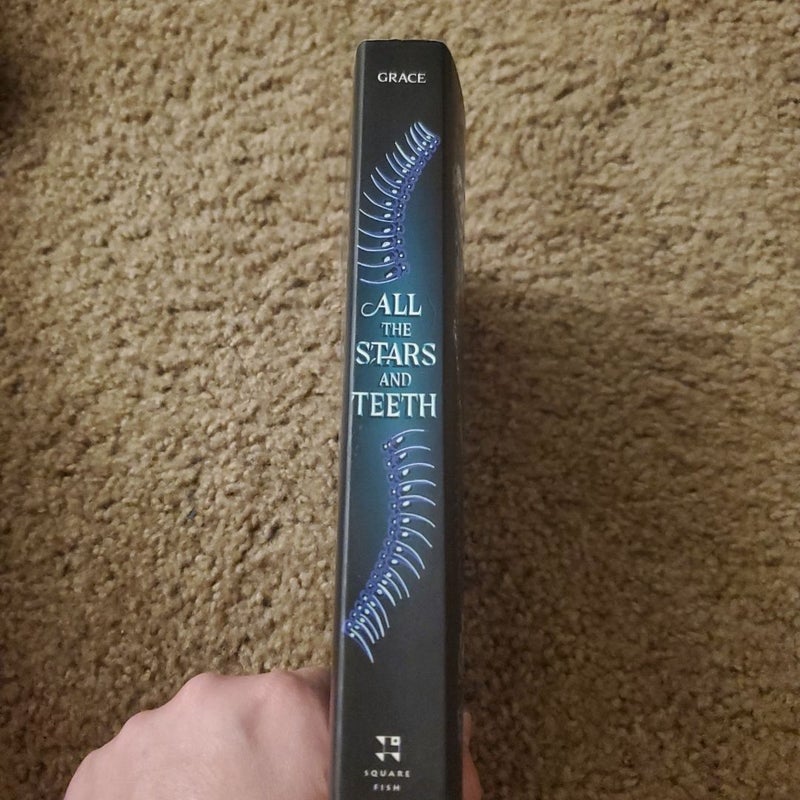 GRACE
ALL
THE
STARS
AND
TEETH
SQUARE
FISH